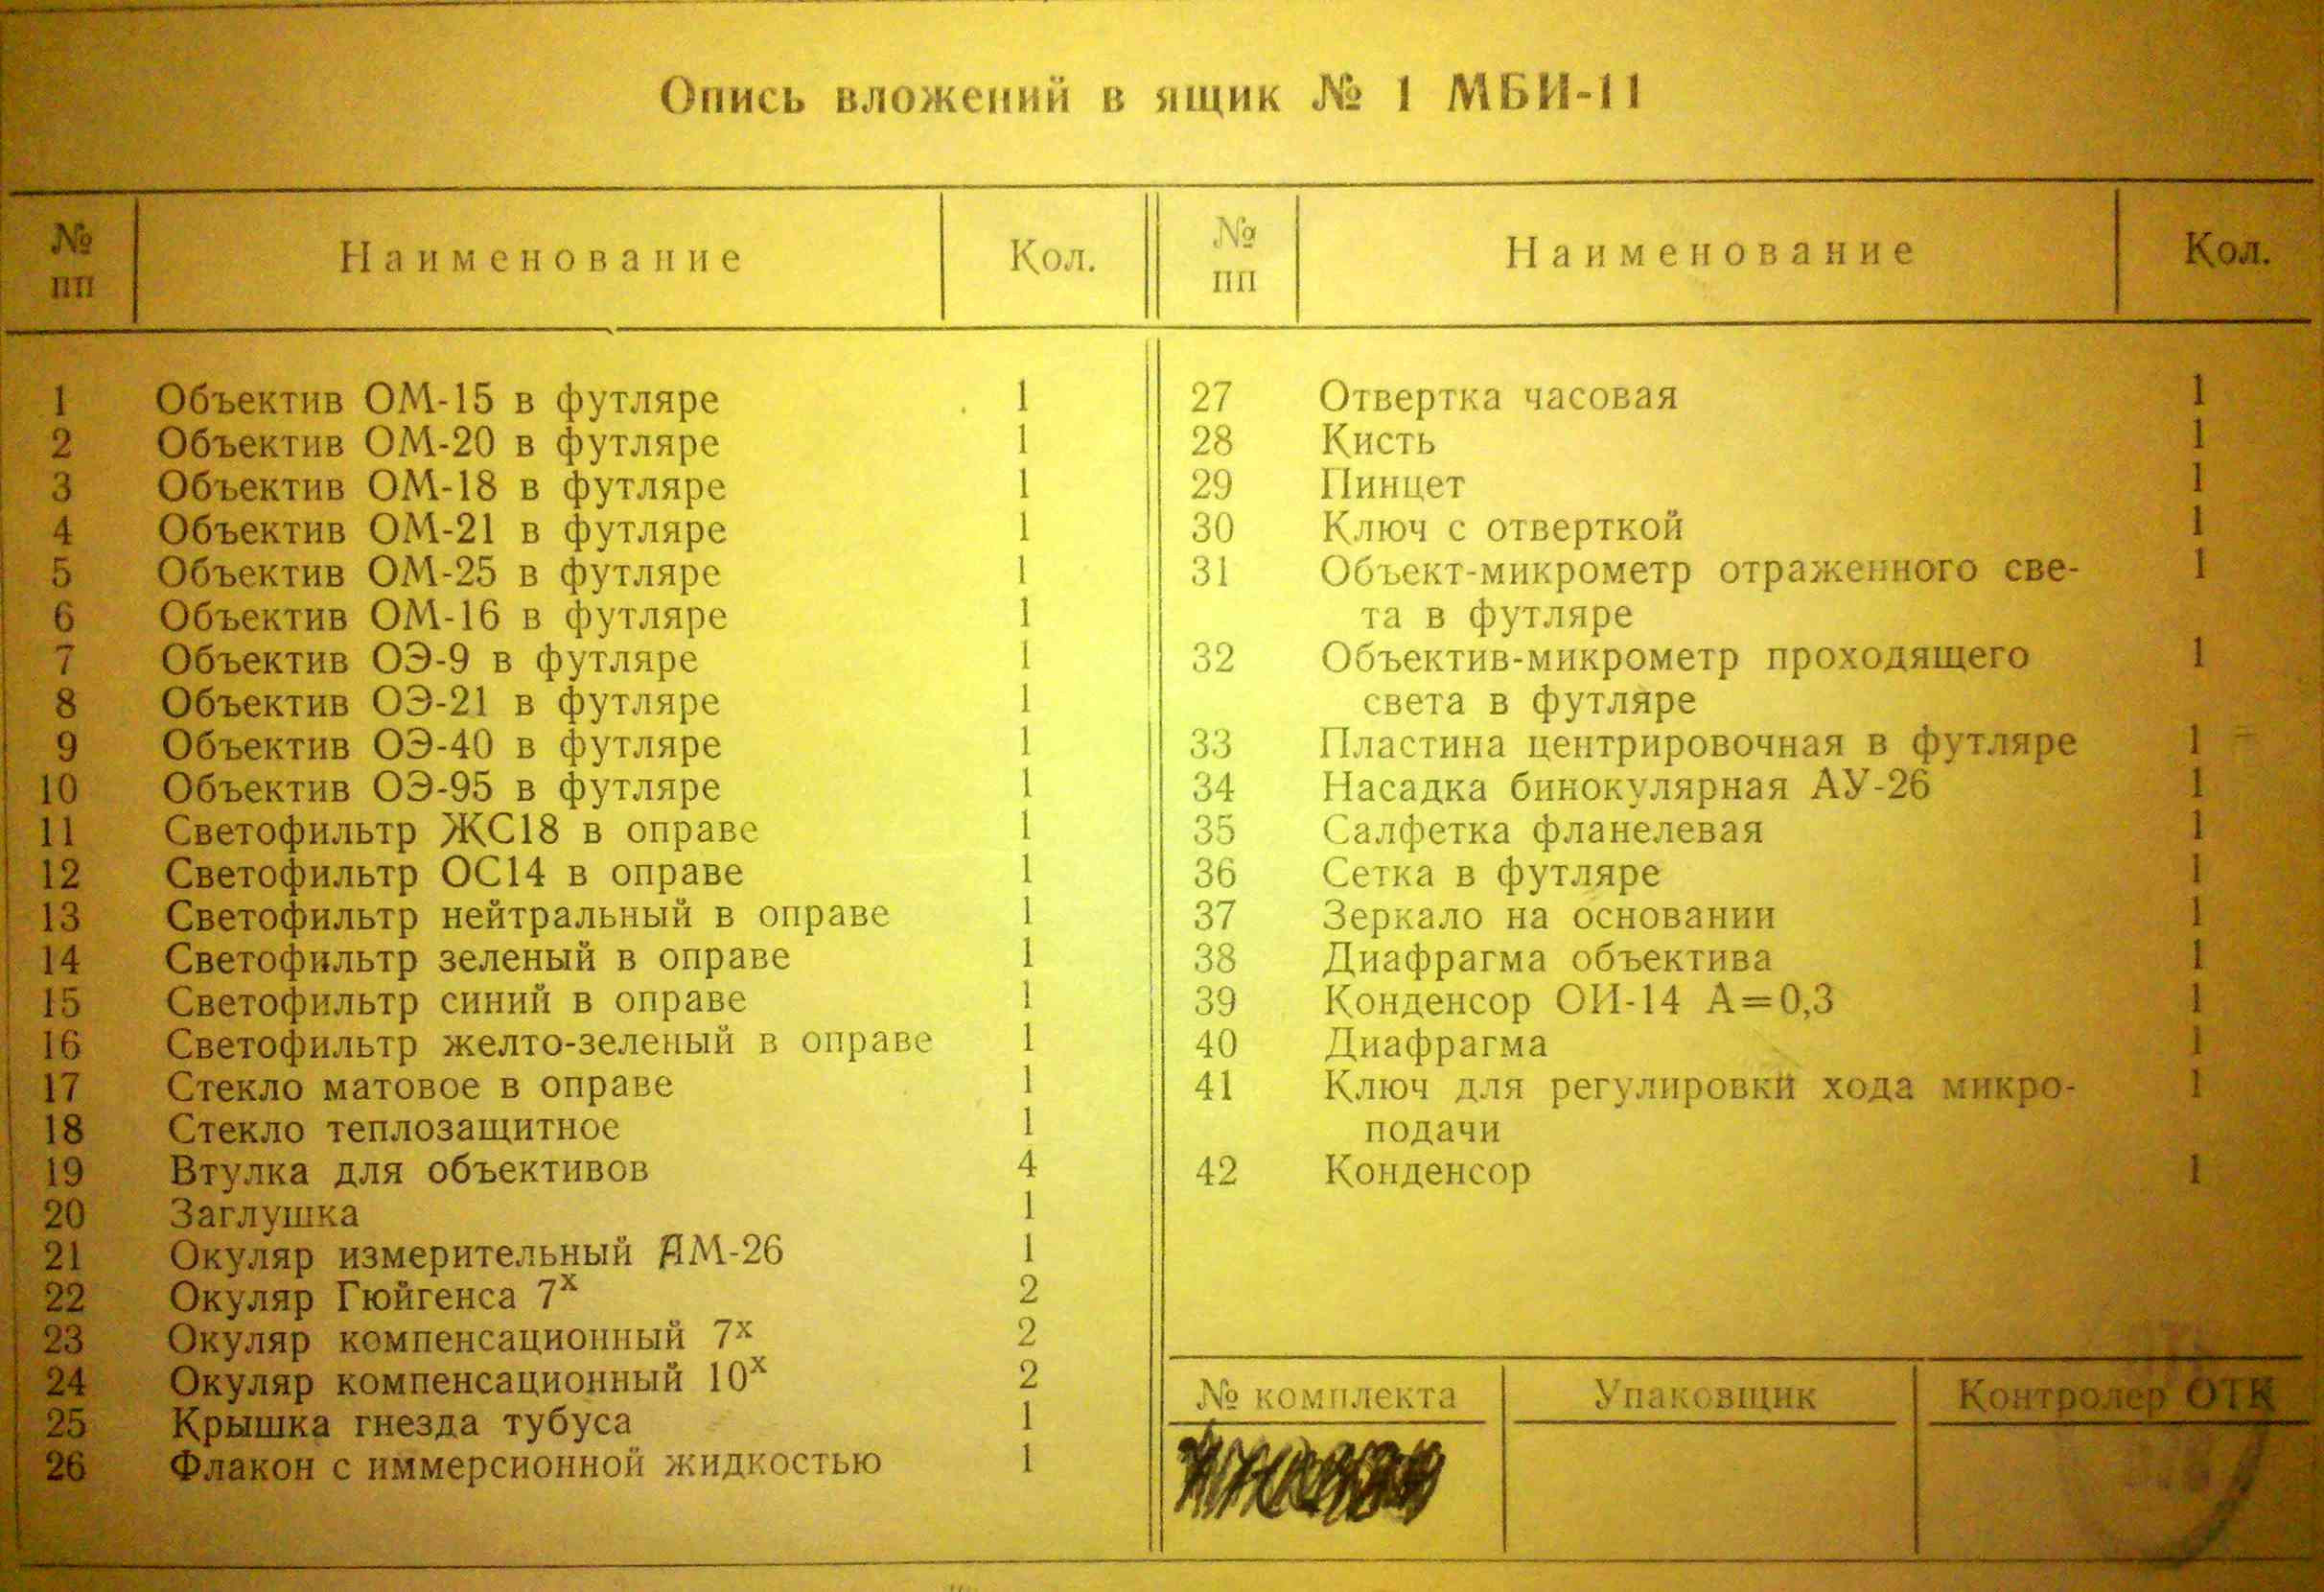 Опись вложений в ящик № 1 МБИ-11
№ пп Наименование Кол.
1 Объектив ОМ-15 в футляре 1
2 Объектив ОМ-20 в футляре 1
3 Объектив ОМ-18 в футляре 1
4 Объектив ОМ-21 в футляре 1
5 Объектив ОМ-25 в футляре 1
6 Объектив ОМ-16 в футляре 1
7 Объектив ОЭ-9 в футляре 1
8 Объектив ОЭ-21 в футляре 1
9 Объектив ОЭ-40 в футляре 1
10 Объектив ОЭ-95 в футляре 1
11 Светофильтр ЖС18 в оправе 1
12 Светофильтр ОС14 в оправе 1
13 Светофильтр нейтральный в оправе 1
14 Светофильтр зеленый в оправе 1
15 Светофильтр синий в оправе 1
16 Светофильтр желто-зеленый в оправе 1
17 Стекло матовое в оправе 1
18 Стекло теплозащитное 1
19 Втулка для объективов 4
20 Заглушка 1
21 Окуляр измерительный АМ-26 1
22 Окуляр Гюйгенса 7х 2
23 Окуляр компенсационный 7х 2
24 Окуляр компенсационный 10х 2
25 Крышка гнезда тубуса 1
26 Флакон с иммерсионной жидкостью 1
№ пп Наименование Кол.
27 Отвертка часовая 1
28 Кисть 1
29 Пинцет 1
30 Ключ с отверткой 1
31 Объект-микрометр отраженного све- 1
та в футляре
32 Объектив-микрометр проходящего 1
света в футляре
33 Пластина центрировочная в футляре 1
34 Насадка бинокулярная АУ-26 1
35 Салфетка фланелевая 1
36 Сетка в футляре 1
37 Зеркало на основании 1
38 Диафрагма объектива 1
39 Конденсор ОИ-14 А=0,3 1
40 Диафрагма 1
41 Ключ для регулировки хода микро- 1
подачи
42 Конденсор 1
№ комплекта Упаковщик Контролер ОТК